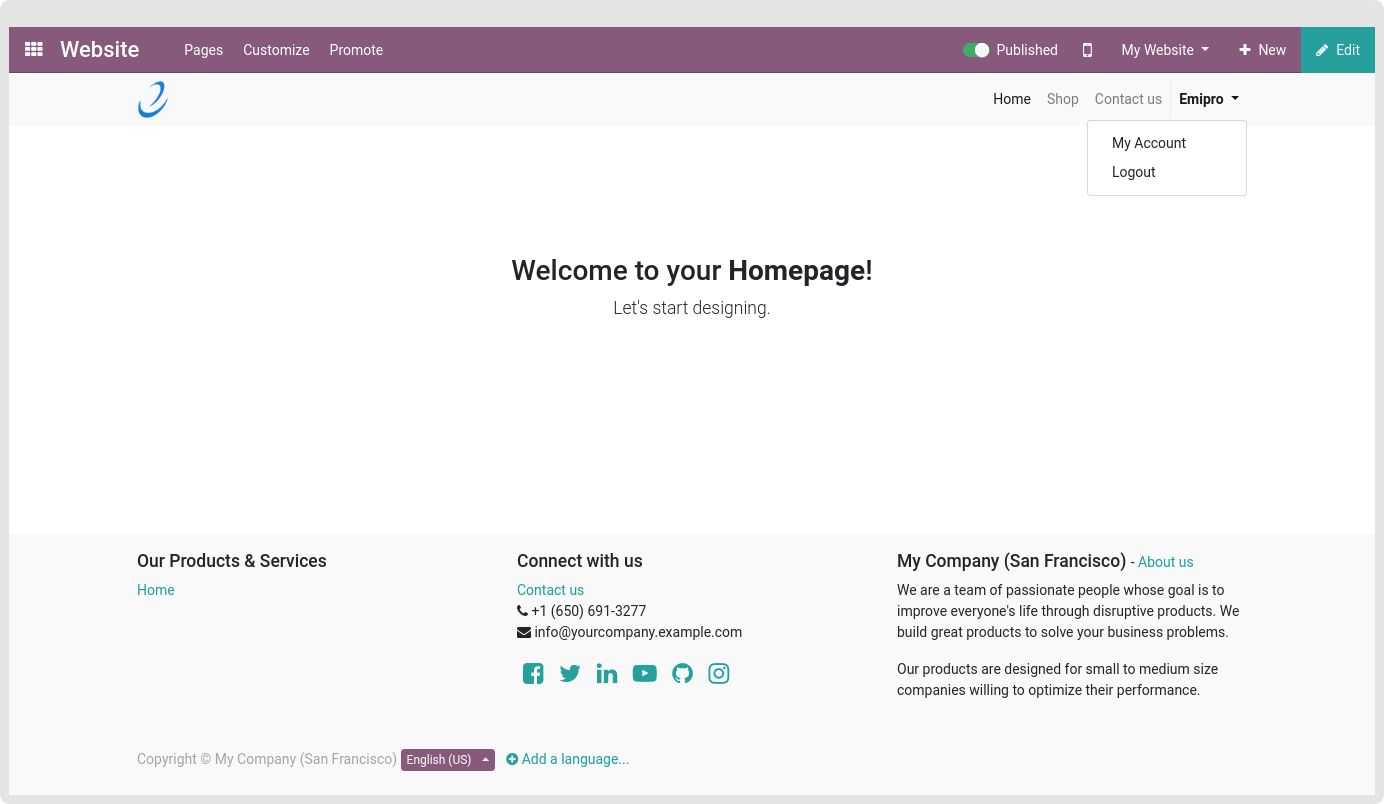 Website Pages Customize Promote Published My Website New Edit
Home Shop Contact us Emipro
My Account
Logout
Welcome to your Homepage!
Let's start designing.
Our Products & Services
Home
Connect with us
Contact us
+1 (650) 691-3277
info@yourcompany.example.com
My Company (San Francisco) - About us
We are a team of passionate people whose goal is to
improve everyone's life through disruptive products. We
build great products to solve your business problems.
Our products are designed for small to medium size
companies willing to optimize their performance.
Copyright © My Company (San Francisco) English (US) Add a language...